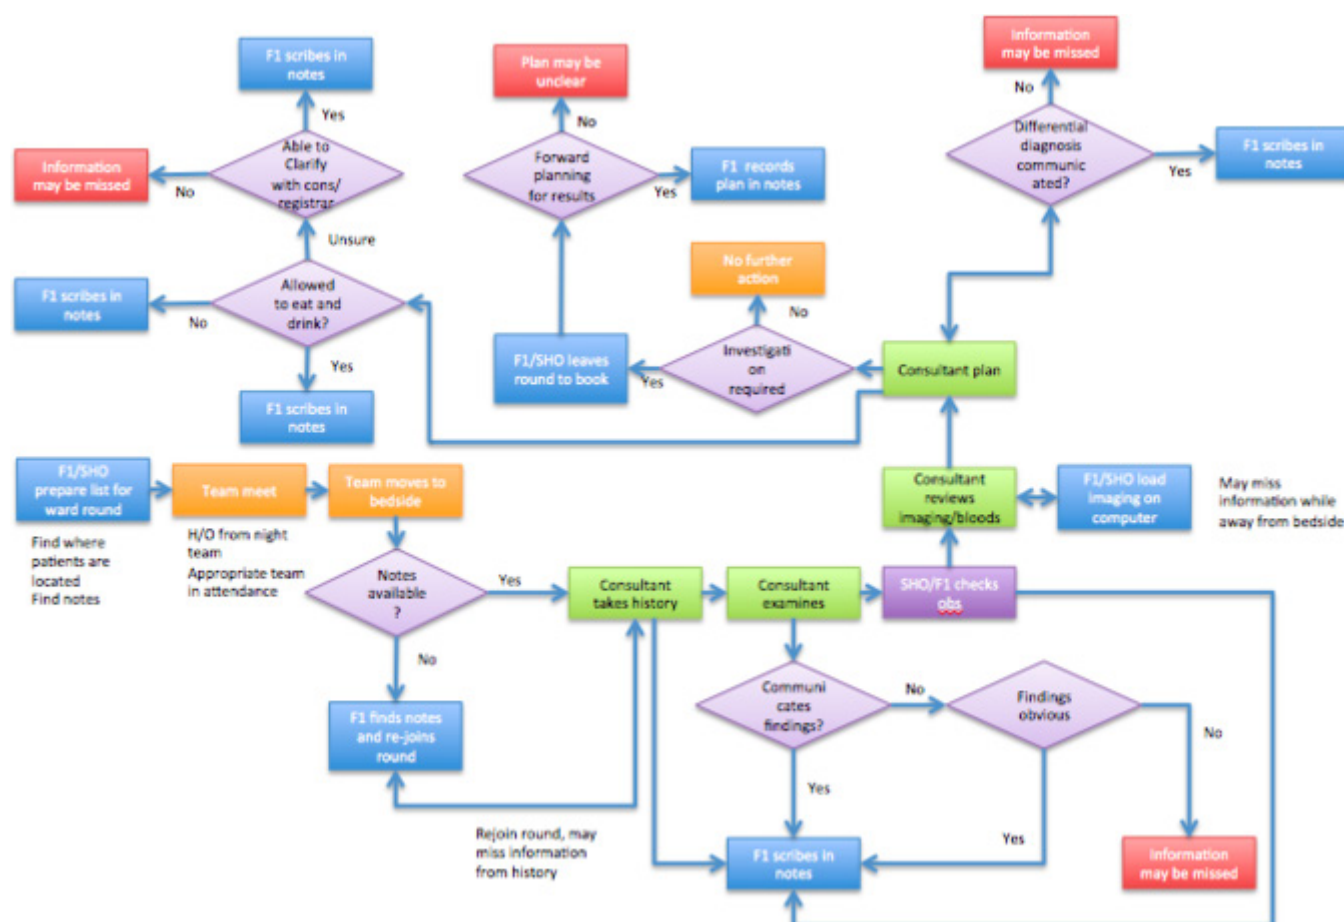 F1 scribes in
notes
Yes
Able to
Clarify
with cons/
registrar
Information
may be missed
No
Unsure
Allowed
to eat and
drink?
F1 scribes in
notes
No
Yes
F1 scribes in
notes
Plan may be
unclear
No
Forward
planning
for results
Yes
F1 records
plan in notes
Information
may be missed
No
Differential
diagnosis
communic
ated?
Yes
F1 scribes in
notes
No further
action
No
Investigati
on
required
Yes
F1/SHO leaves
round to book
Consultant plan
F1/SHO
prepare list for
ward round
Find where
patients are
located
Find notes
Team meet
H/O from night
team
Appropriate team
in attendance
Team moves to
bedside
Notes
available
?
Yes
No
F1 finds notes
and re-joins
round
Rejoin round, may
miss information
from history
Consultant
takes history
Consultant
examines
SHO/F1 checks
obs
Consultant
reviews
imaging/bloods
F1/SHO load
imaging on
computer
May miss
information while
away from bedside
Communi
cates
findings?
No
Findings
obvious
No
Yes
Yes
F1 scribes in
notes
Information
may be missed